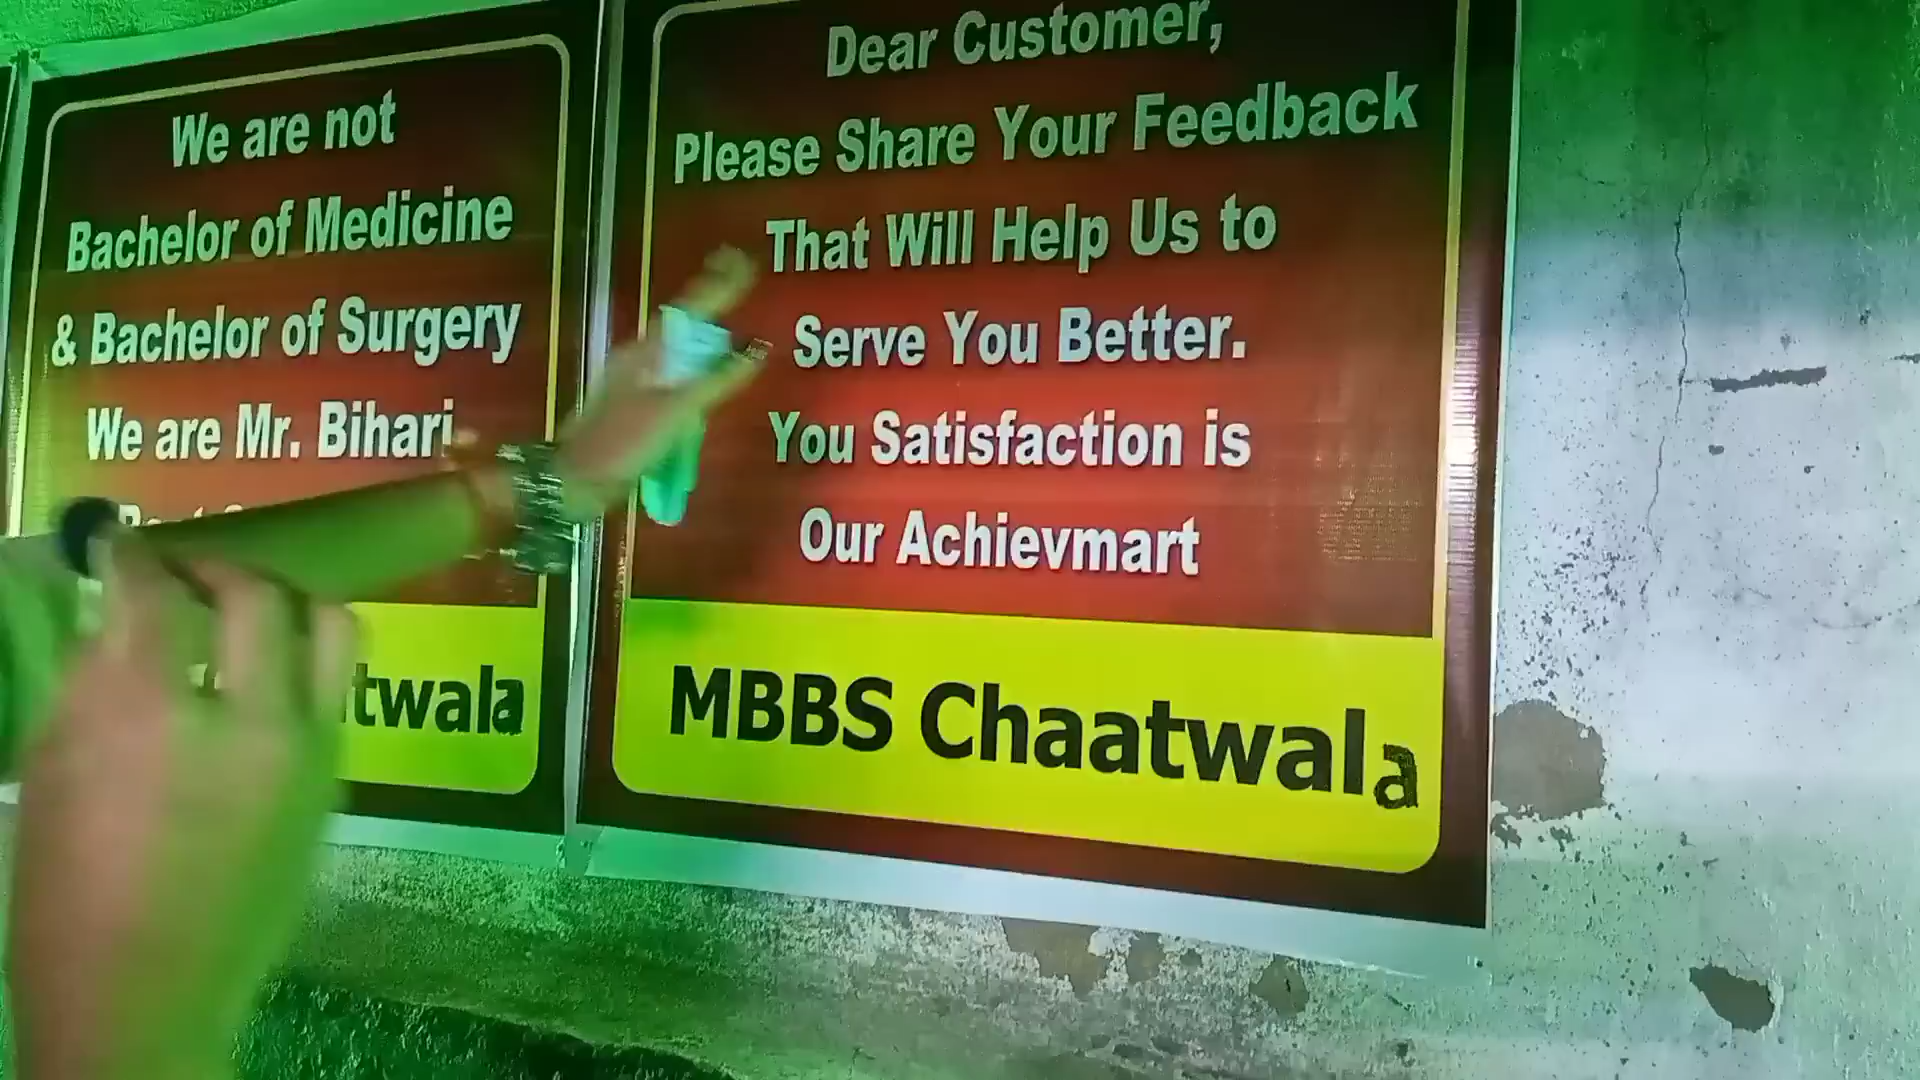 We are not
Bachelor of Medicine
& Bachelor of Surgery
We are Mr. Bihari
twala
Dear Customer,
Please Share Your Feedback
That Will Help Us to
Serve You Better.
You Satisfaction is
Our Achievmart
MBBS Chaatwala